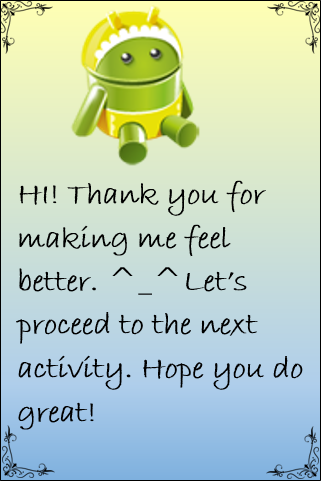 HI! Thank you for
making me feel
better. ^_^ Let's
proceed to the next
activity. Hope you do
great!